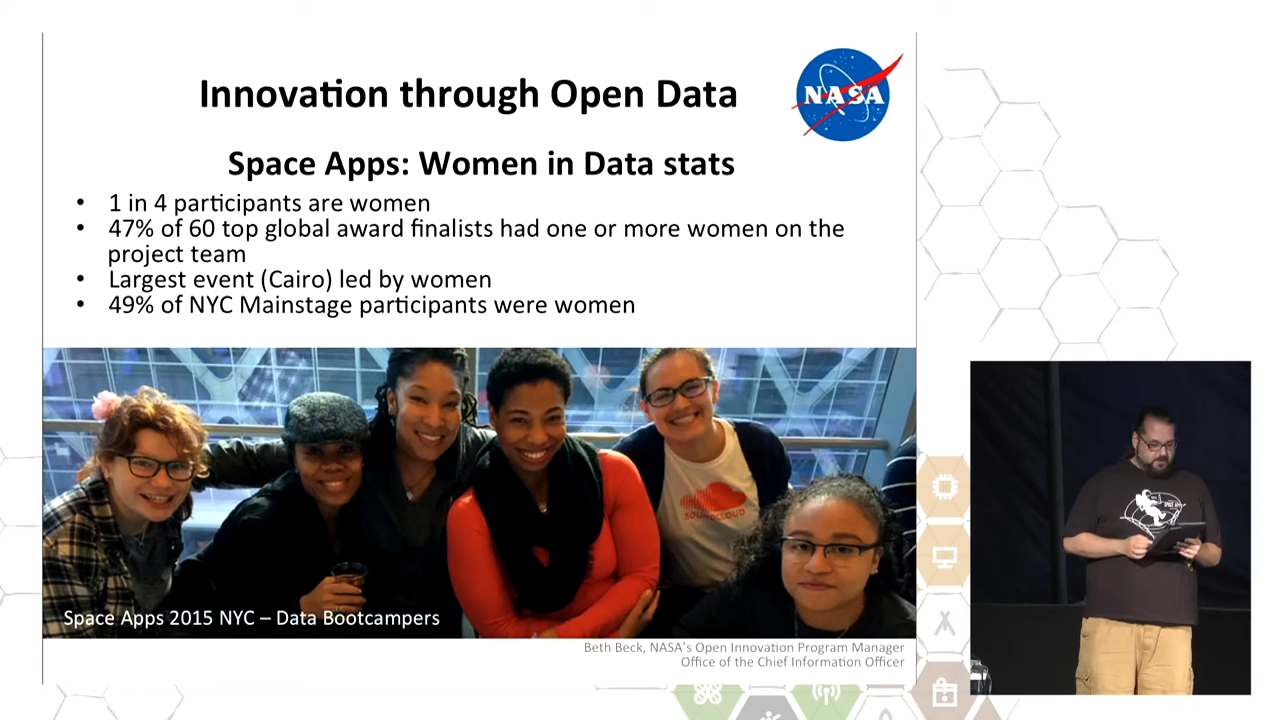 Innovation through Open Data
NASA
Space Apps: Women in Data stats
• 1 in 4 participants are women
• 47% of 60 top global award finalists had one or more women on the
project team
• Largest event (Cairo) led by women
• 49% of NYC Mainstage participants were women
SOUNDCLOUD
Space Apps 2015 NYC – Data Bootcampers
Beth Beck, NASA's Open Innovation Program Manager
Office of the Chief Information Officer